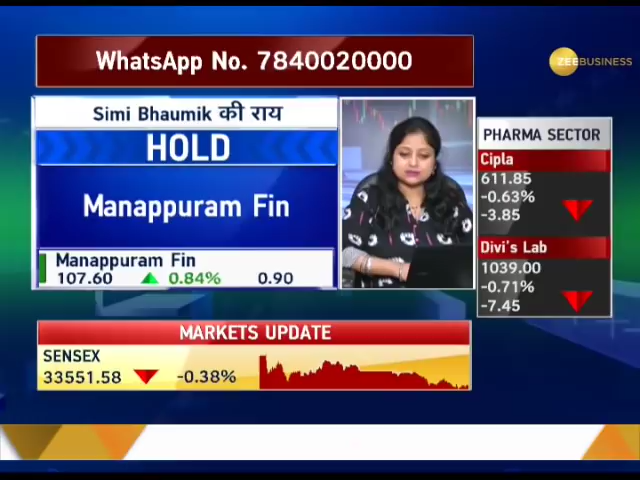 WhatsApp No. 7840020000
ZEE BUSINESS
Simi Bhaumik की राय
HOLD
Manappuram Fin
Manappuram Fin
107.60 0.84% 0.90
PHARMA SECTOR
Cipla
611.85
-0.63%
-3.85
Divi's Lab
1039.00
-0.71%
-7.45
MARKETS UPDATE
SENSEX
33551.58 -0.38%